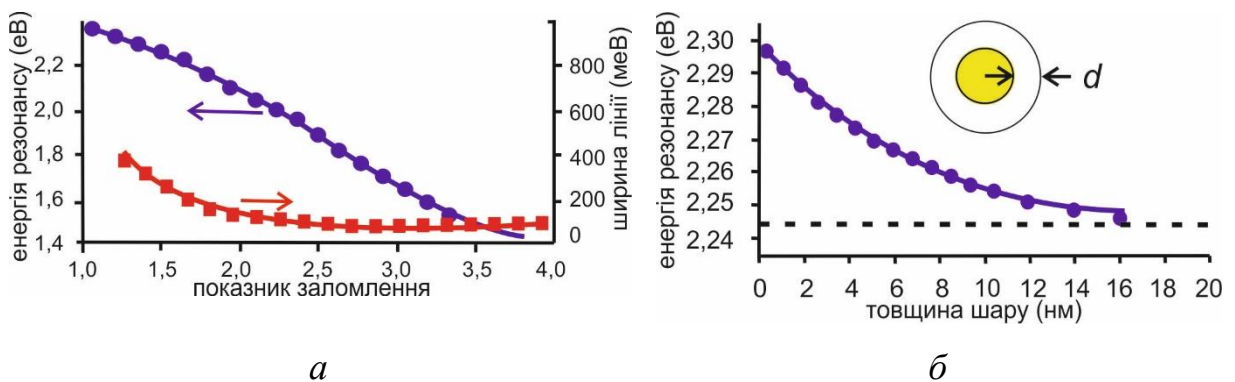 енергія резонансу (еВ)
2,2
2,0
1,8
1,6
1,4
1,0 1,5 2,0 2,5 3,0 3,5 4,0
показник заломлення
800
600
400
200
0
ширина лінії (меВ)
а
енергія резонансу (еВ)
2,30
2,29
2,28
2,27
2,26
2,25
2,24
0 2 4 6 8 10 12 14 16 18 20
товщина шару (нм)
d
б